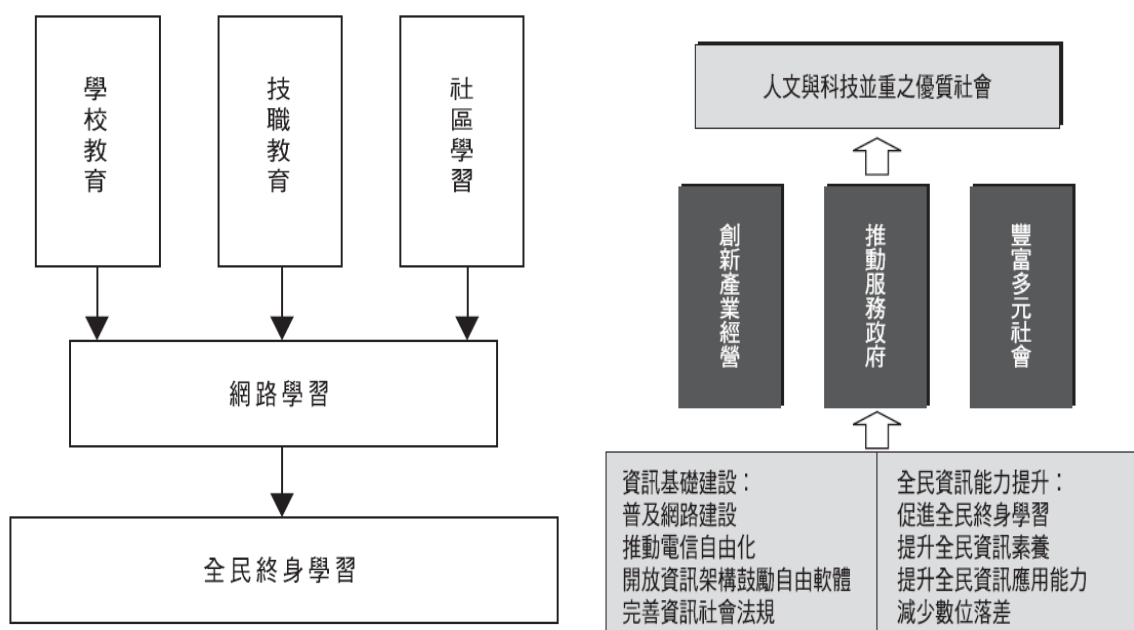 學校教育
技職教育
社區學習
網路學習
全民終身學習
人文與科技並重之優質社會
創新產業經營
推動服務政府
豐富多元社會
資訊基礎建設：
普及網路建設
推動電信自由化
開放資訊架構鼓勵自由軟體
完善資訊社會法規
全民資訊能力提升：
促進全民終身學習
提升全民資訊素養
提升全民資訊應用能力
減少數位落差